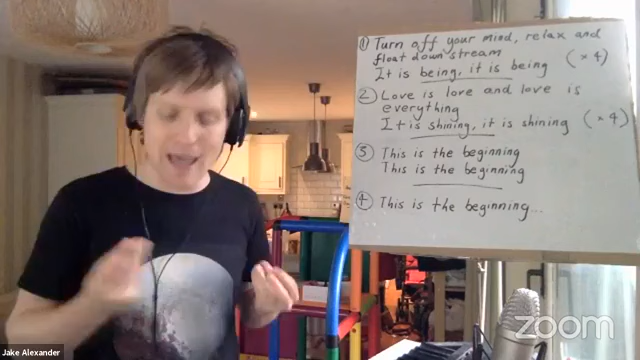 ① Turn off your mind, relax and
float down stream
It is being, it is being (×4)
② Love is love and love is
everything
It is shining, it is shining (×4)
③ This is the beginning
This is the beginning
④ This is the beginning...
zoom
Jake Alexander